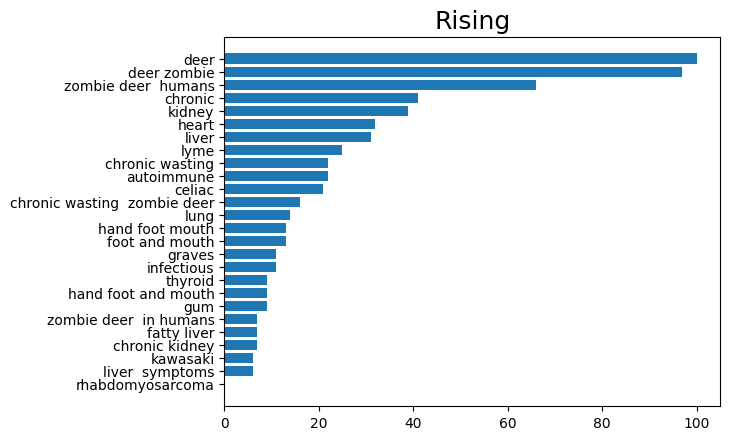 Rising
deer
deer zombie
zombie deer  humans
chronic
kidney
heart
liver
lyme
chronic wasting
autoimmune
celiac
chronic wasting  zombie deer
lung
hand foot mouth
foot and mouth
graves
infectious
thyroid
hand foot and mouth
gum
zombie deer  in humans
fatty liver
chronic kidney
kawasaki
liver  symptoms
rhabdomyosarcoma
0 20 40 60 80 100